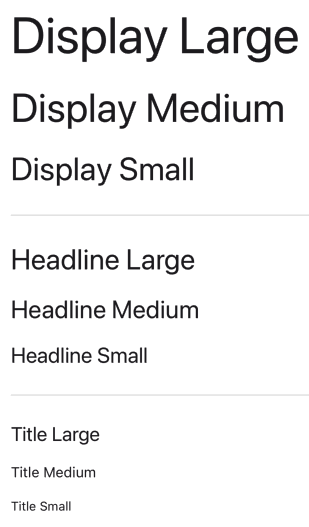 Display Large
Display Medium
Display Small
Headline Large
Headline Medium
Headline Small
Title Large
Title Medium
Title Small